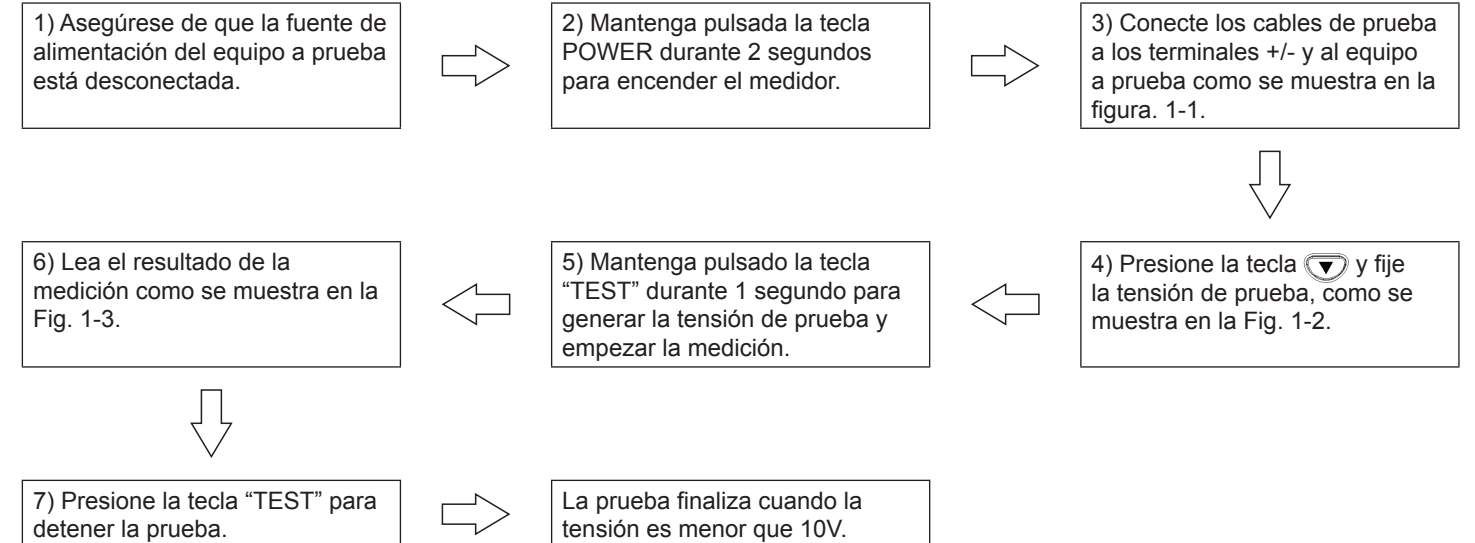 1) Asegúrese de que la fuente de
alimentación del equipo a prueba
está desconectada.
2) Mantenga pulsada la tecla
POWER durante 2 segundos
para encender el medidor.
3) Conecte los cables de prueba
a los terminales +/- y al equipo
a prueba como se muestra en la
figura. 1-1.
4) Presione la tecla ▼ y fije
la tensión de prueba, como se
muestra en la Fig. 1-2.
5) Mantenga pulsado la tecla
“TEST” durante 1 segundo para
generar la tensión de prueba y
empezar la medición.
6) Lea el resultado de la
medición como se muestra en la
Fig. 1-3.
7) Presione la tecla “TEST” para
detener la prueba.
La prueba finaliza cuando la
tensión es menor que 10V.